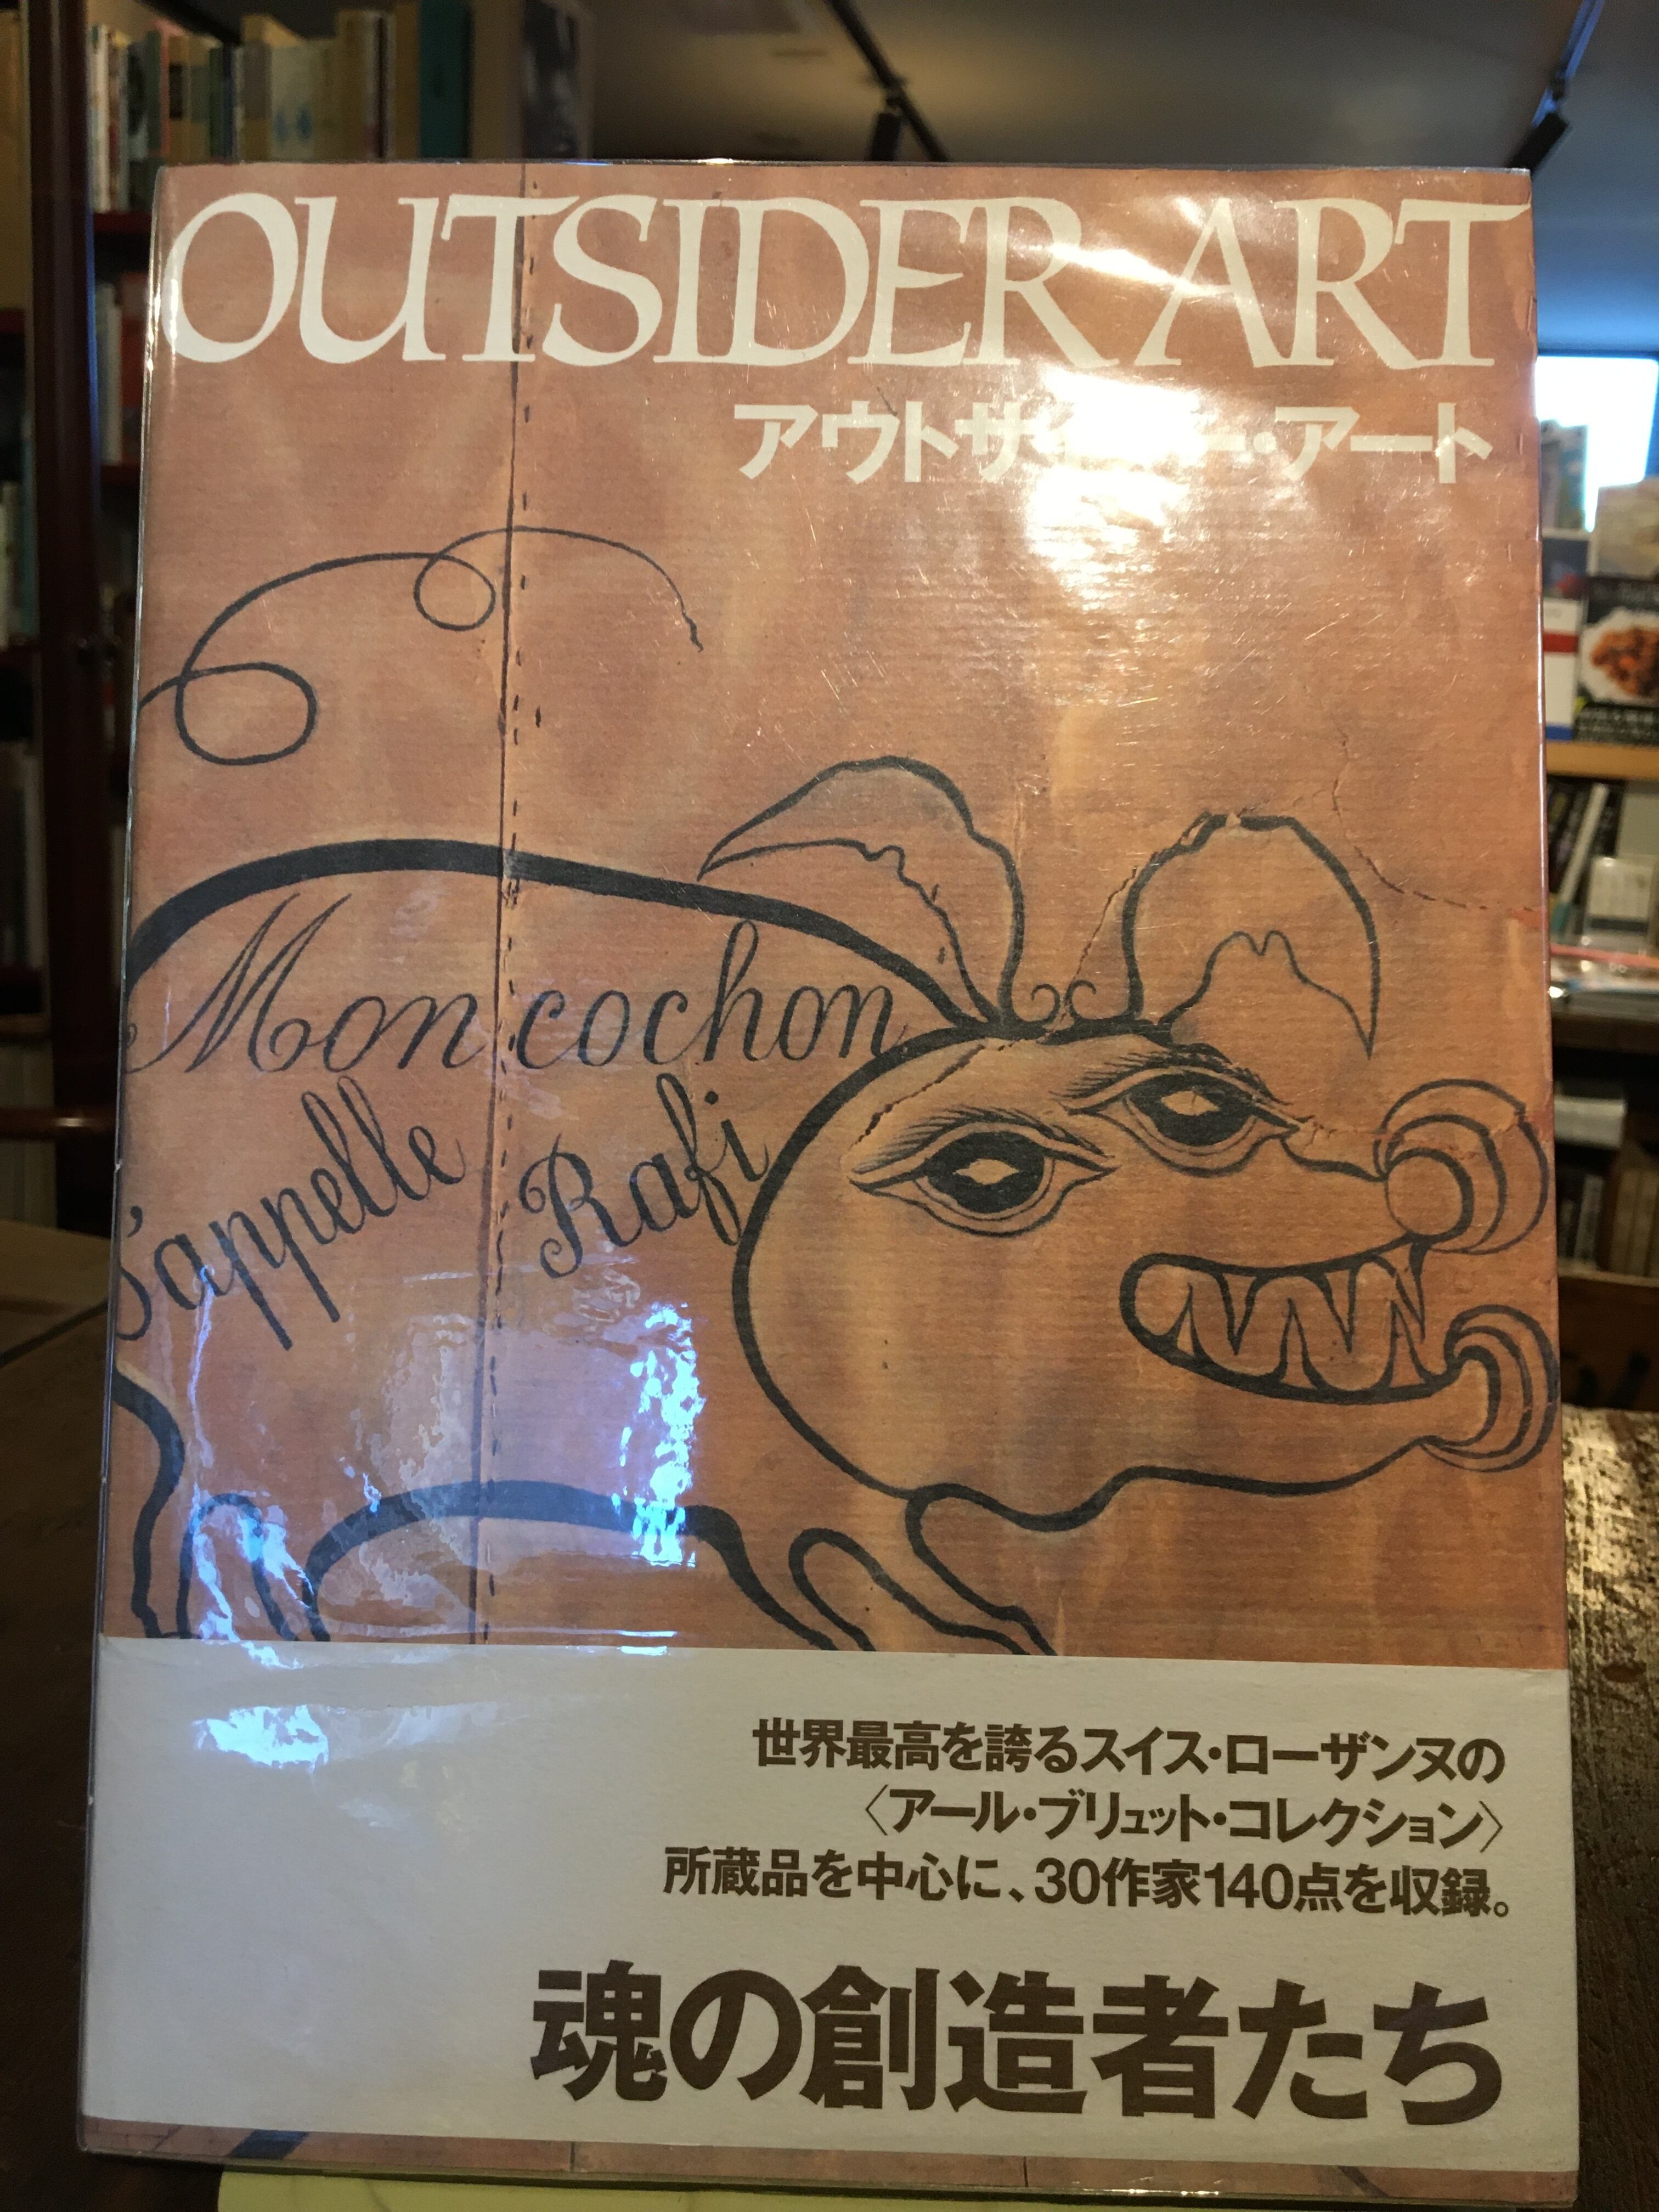 OUTSIDER ART
アウトサイダー・アート
Mon cochon
s'appelle Rafi
世界最高を誇るスイス・ローザンヌの
〈アール・ブリュット・コレクション〉
所蔵品を中心に、30作家140点を収録。
魂の創造者たち